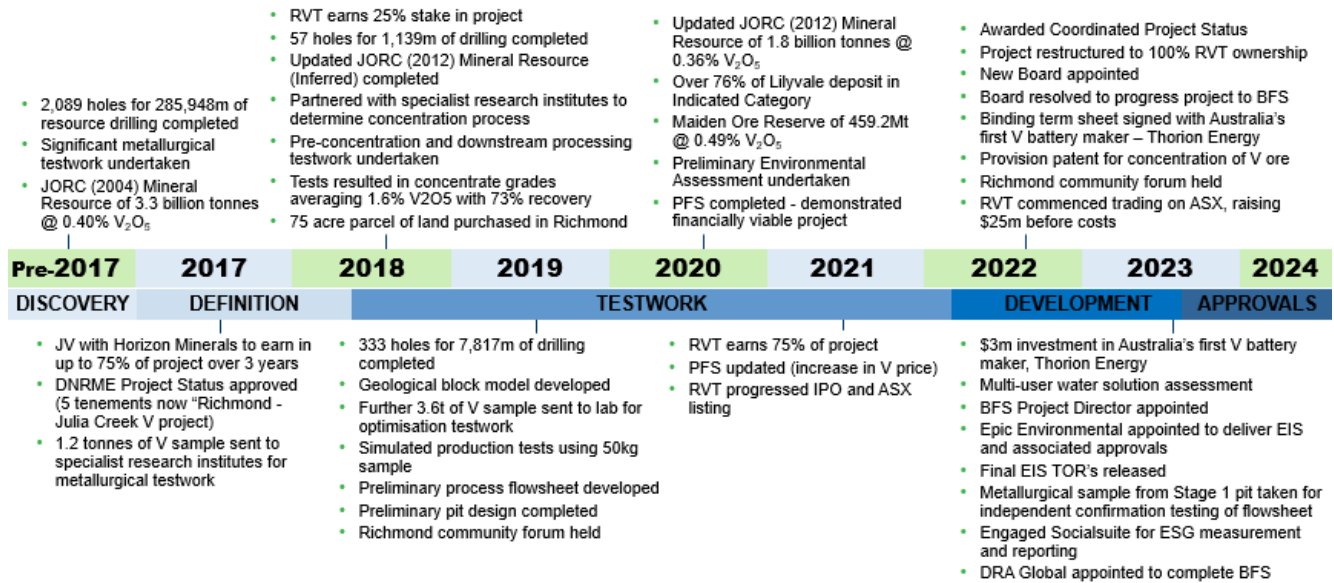 • 2,089 holes for 285,948m of
resource drilling completed
• Significant metallurgical
testwork undertaken
• JORC (2004) Mineral
Resource of 3.3 billion tonnes
@ 0.40% V₂O₅
• RVT earns 25% stake in project
• 57 holes for 1,139m of drilling completed
• Updated JORC (2012) Mineral Resource
(Inferred) completed
• Partnered with specialist research institutes to
determine concentration process
• Pre-concentration and downstream processing
testwork undertaken
• Tests resulted in concentrate grades
averaging 1.6% V2O5 with 73% recovery
• 75 acre parcel of land purchased in Richmond
• Updated JORC (2012) Mineral
Resource of 1.8 billion tonnes @
0.36% V₂O₅
• Over 76% of Lilyvale deposit in
Indicated Category
• Maiden Ore Reserve of 459.2Mt
@ 0.49% V₂O₅
• Preliminary Environmental
Assessment undertaken
• PFS completed - demonstrated
financially viable project
• Awarded Coordinated Project Status
• Project restructured to 100% RVT ownership
• New Board appointed
• Board resolved to progress project to BFS
• Binding term sheet signed with Australia's
first V battery maker – Thorion Energy
• Provision patent for concentration of V ore
• Richmond community forum held
• RVT commenced trading on ASX, raising
$25m before costs
Pre-2017 2017 2018 2019 2020 2021 2022 2023 2024
DISCOVERY DEFINITION TESTWORK DEVELOPMENT APPROVALS
• JV with Horizon Minerals to earn in
up to 75% of project over 3 years
• DNRME Project Status approved
(5 tenements now “Richmond -
Julia Creek V project)
• 1.2 tonnes of V sample sent to
specialist research institutes for
metallurgical testwork
• 333 holes for 7,817m of drilling
completed
• Geological block model developed
• Further 3.6t of V sample sent to lab for
optimisation testwork
• Simulated production tests using 50kg
sample
• Preliminary process flowsheet developed
• Preliminary pit design completed
• Richmond community forum held
• RVT earns 75% of project
• PFS updated (increase in V price)
• RVT progressed IPO and ASX
listing
• $3m investment in Australia's first V battery
maker, Thorion Energy
• Multi-user water solution assessment
• BFS Project Director appointed
• Epic Environmental appointed to deliver EIS
and associated approvals
• Final EIS TOR's released
• Metallurgical sample from Stage 1 pit taken for
independent confirmation testing of flowsheet
• Engaged Socialsuite for ESG measurement
and reporting
• DRA Global appointed to complete BFS